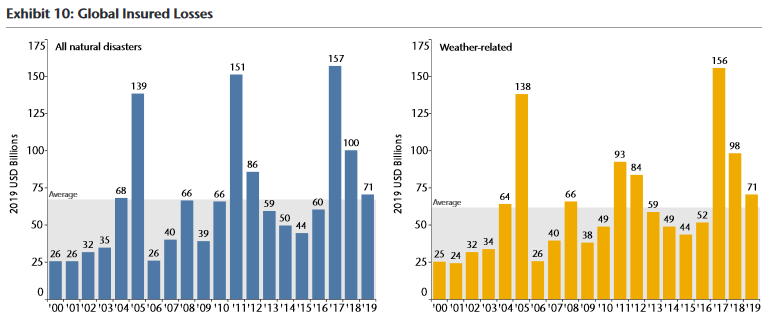 Exhibit 10: Global Insured Losses
All natural disasters
2019 USD Billions
175
150
125
100
75
50
25
0
Average
26 26 32 35 68 139 26 40 66 39 66 151 86 59 50 44 60 157 100 71
'00 '01 '02 '03 '04 '05 '06 '07 '08 '09 '10 '11 '12 '13 '14 '15 '16 '17 '18 '19
Weather-related
2019 USD Billions
175
150
125
100
75
50
25
0
Average
25 24 32 34 64 138 26 40 66 38 49 93 84 59 49 44 52 156 98 71
'00 '01 '02 '03 '04 '05 '06 '07 '08 '09 '10 '11 '12 '13 '14 '15 '16 '17 '18 '19